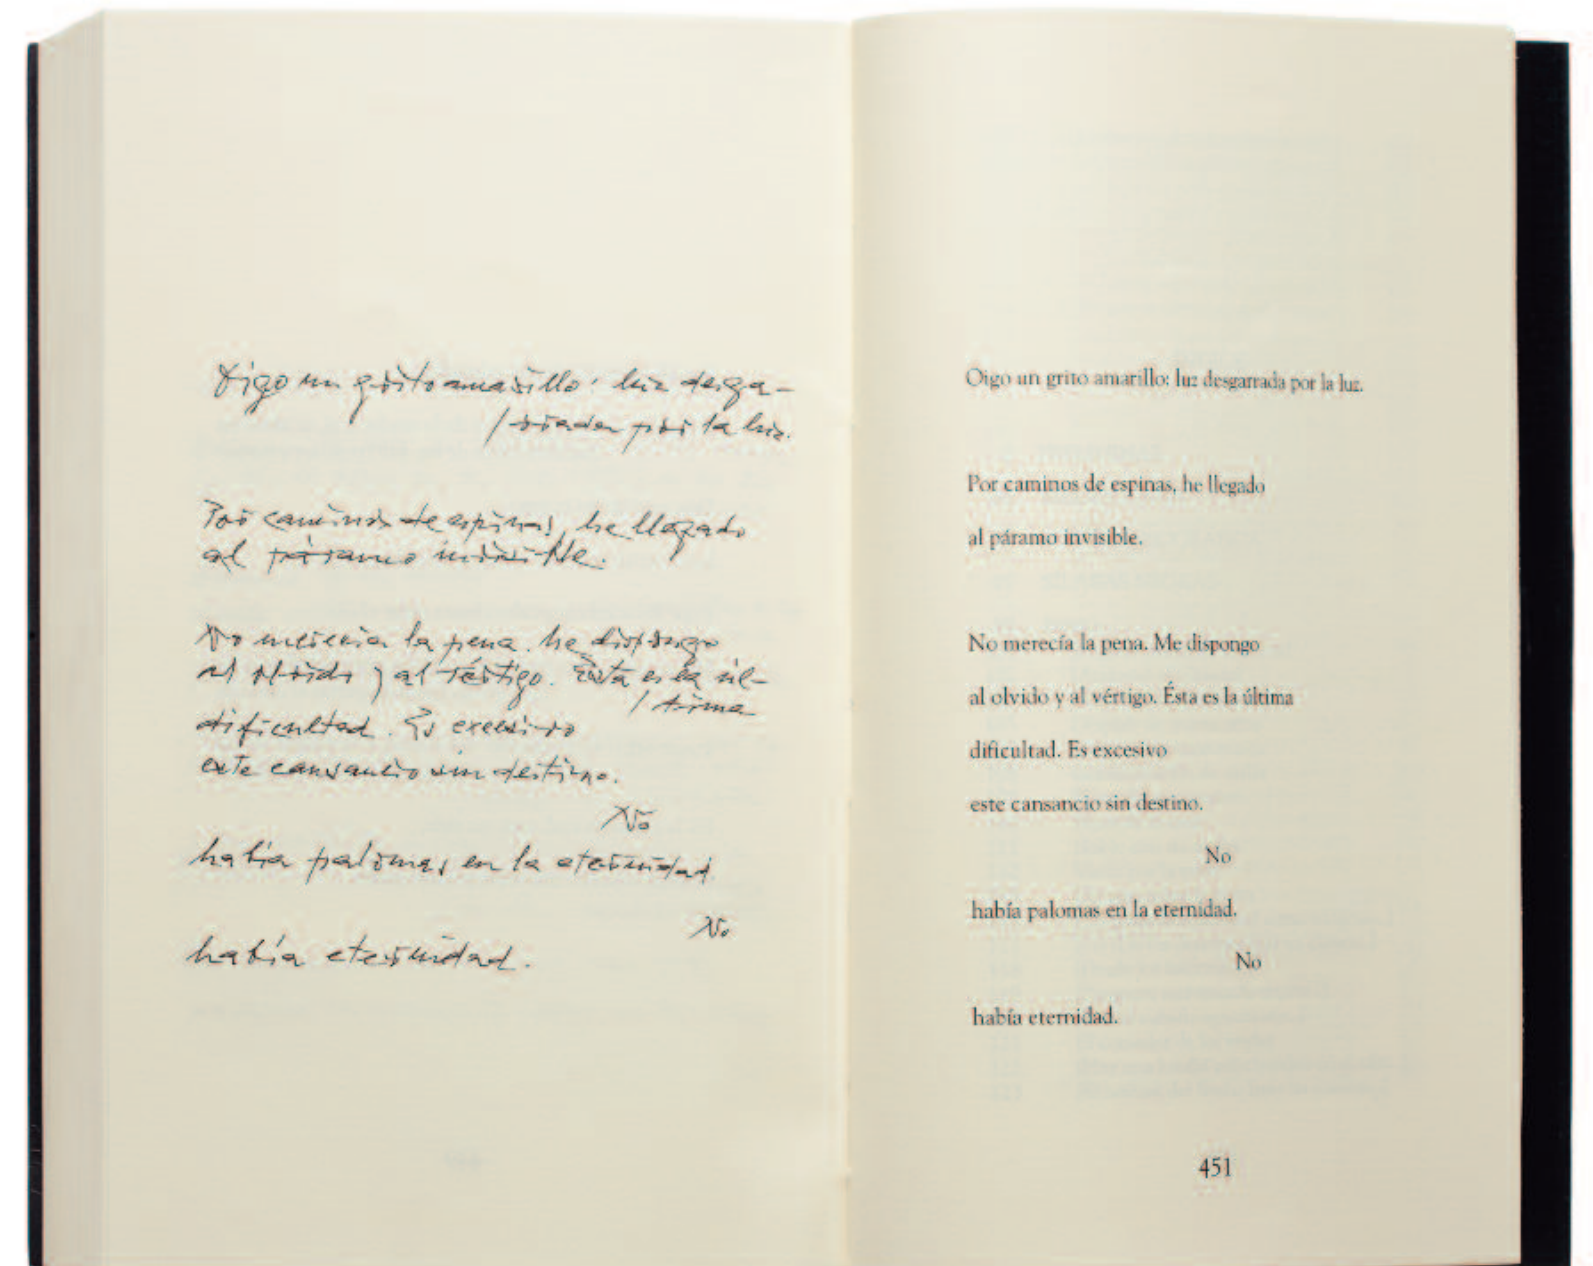 Oigo un grito amarillo: luz desga-
/rrada por la luz.
Por caminos de espinas, he llegado
al páramo invisible.
No merecía la pena. Me dispongo
al olvido y al vértigo. Ésta es la úl-
/tima
dificultad. Es excesivo
este cansancio sin destino.
No
había palomas en la eternidad
No
había eternidad.
Oigo un grito amarillo: luz desgarrada por la luz.
Por caminos de espinas, he llegado
al páramo invisible.
No merecía la pena. Me dispongo
al olvido y al vértigo. Ésta es la última
dificultad. Es excesivo
este cansancio sin destino.
No
había palomas en la eternidad.
No
había eternidad.
451